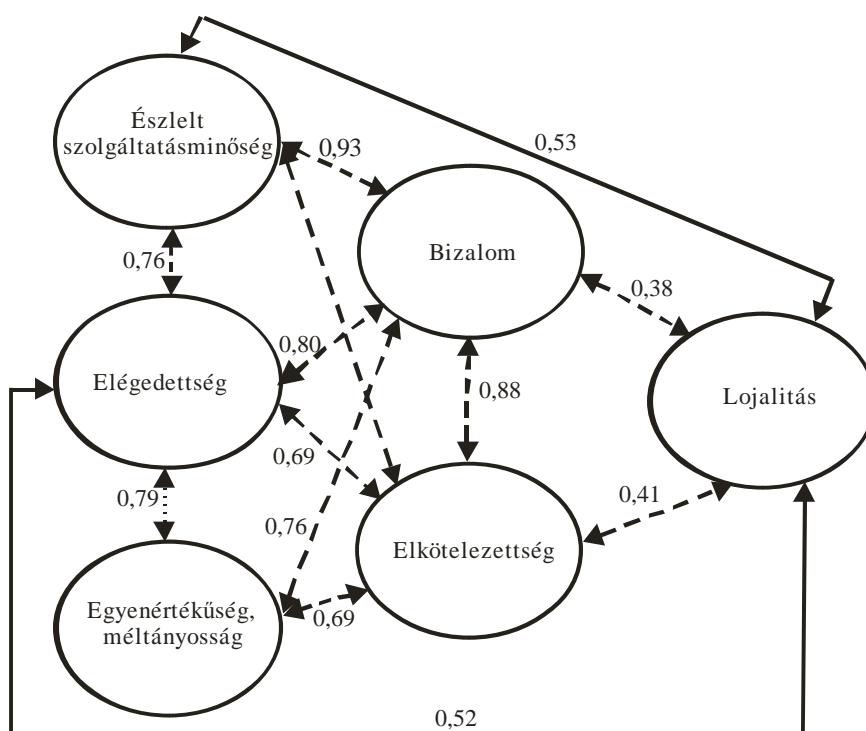 Észlelt
szolgáltatásminőség
0,93
0,53
0,76
Bizalom
0,38
0,80
Elégedettség
0,88
Lojalitás
0,69
0,79
0,76
0,41
Elkötelezettség
Egyenértékűség,
méltányosság
0,69
0,52